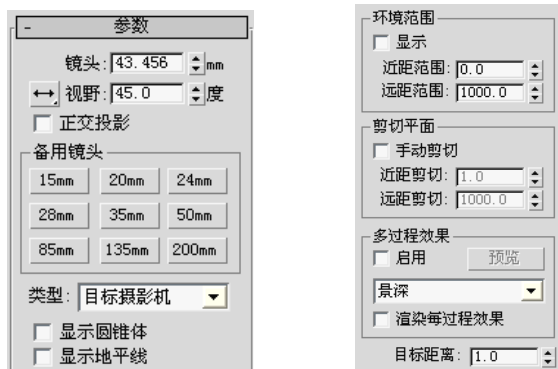 - 参数
镜头: 43.456 mm
视野: 45.0 度
正交投影
备用镜头
15mm 20mm 24mm
28mm 35mm 50mm
85mm 135mm 200mm
类型: 目标摄影机
显示圆锥体
显示地平线
环境范围
显示
近距范围: 0.0
远距范围: 1000.0
剪切平面
手动剪切
近距剪切: 1.0
远距剪切: 1000.0
多过程效果
启用 预览
景深
渲染每过程效果
目标距离: 1.0